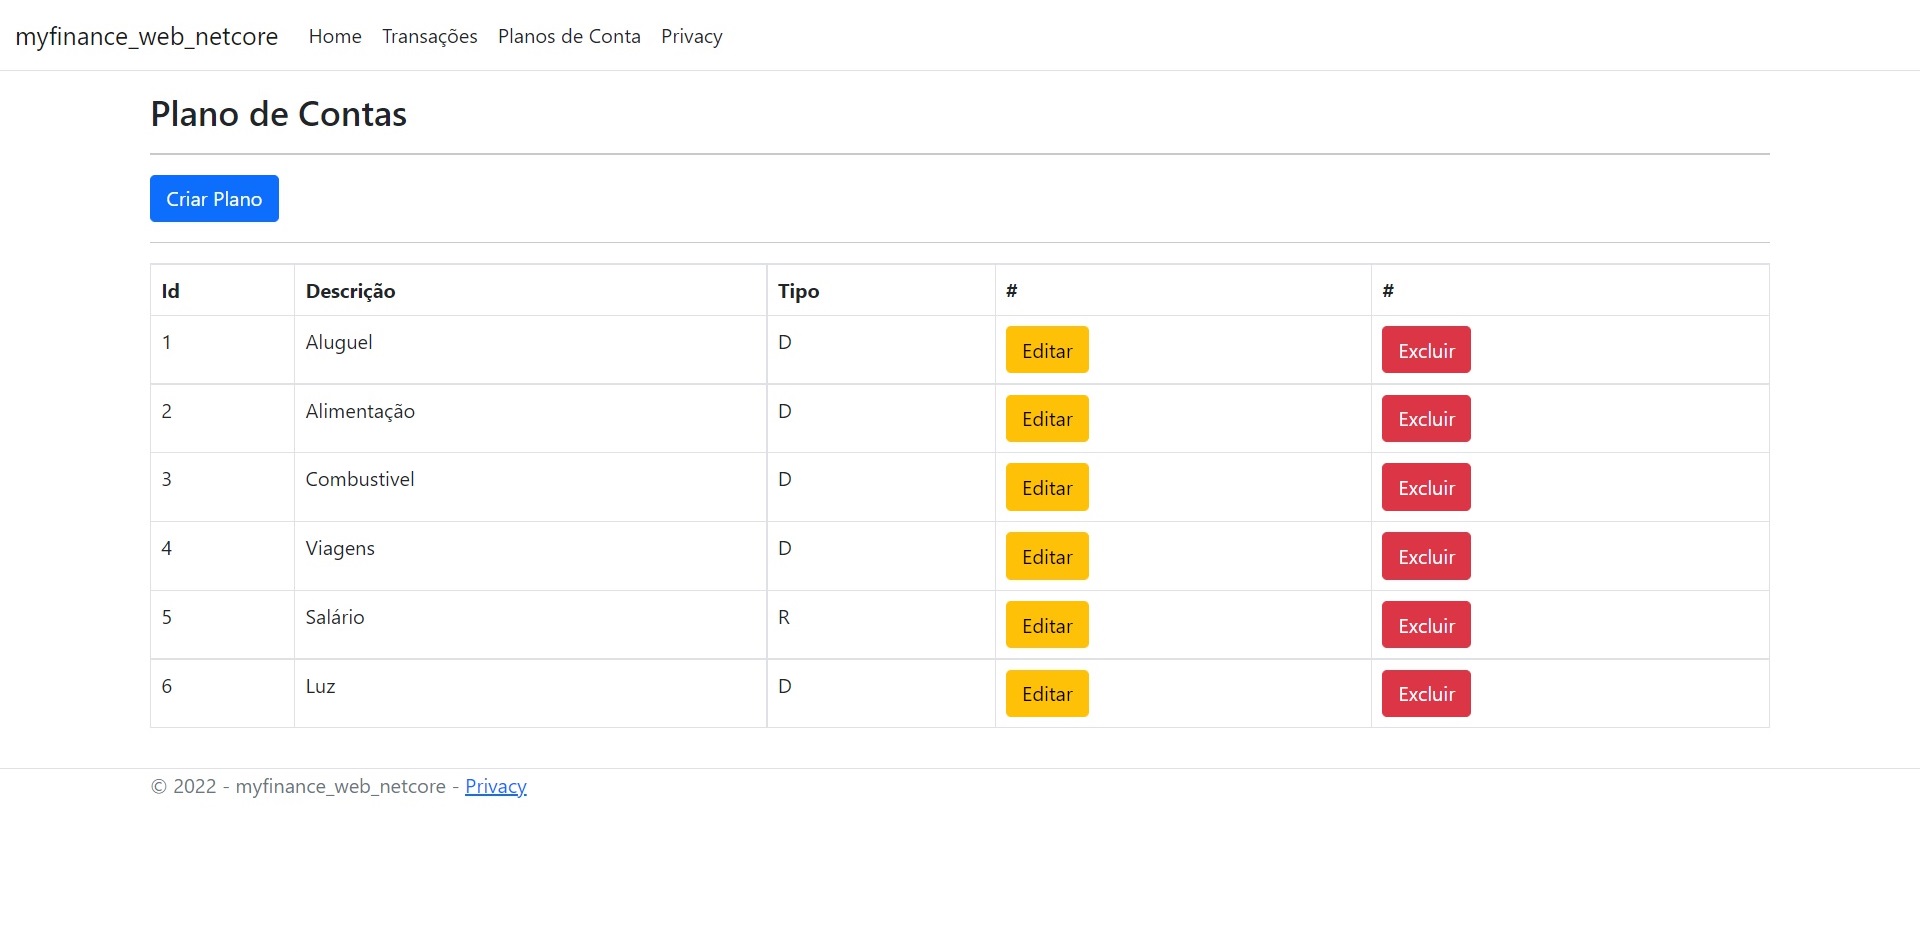 myfinance_web_netcore Home Transações Planos de Conta Privacy
Plano de Contas
Criar Plano
Id Descrição Tipo # #
1 Aluguel D Editar Excluir
2 Alimentação D Editar Excluir
3 Combustivel D Editar Excluir
4 Viagens D Editar Excluir
5 Salário R Editar Excluir
6 Luz D Editar Excluir
© 2022 - myfinance_web_netcore - Privacy